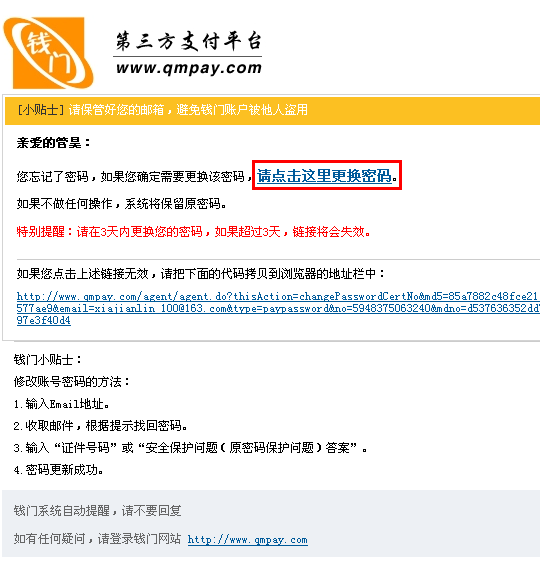 钱门
第三方支付平台
www.qmpay.com
[小贴士] 请保管好您的邮箱，避免钱门账户被他人盗用
亲爱的管昊：
您忘记了密码，如果您确定需要更换该密码，请点击这里更换密码。
如果不做任何操作，系统将保留原密码。
特别提醒：请在3天内更换您的密码，如果超过3天，链接将会失效。
如果您点击上述链接无效，请把下面的代码拷贝到浏览器的地址栏中：
http://www.qmpay.com/agent/agent.do?thisAction=changePasswordCertNo&md5=85a7882c48fce21
577ae9&email=xiajianlin_100@163.com&type=paypassword&no=5948375063240&mdno=d537636352dd
97e3f40d4
钱门小贴士：
修改账号密码的方法：
1.输入Email地址。
2.收取邮件，根据提示找回密码。
3.输入“证件号码”或“安全保护问题（原密码保护问题）答案”。
4.密码更新成功。
钱门系统自动提醒，请不要回复
如有任何疑问，请登录钱门网站 http://www.qmpay.com